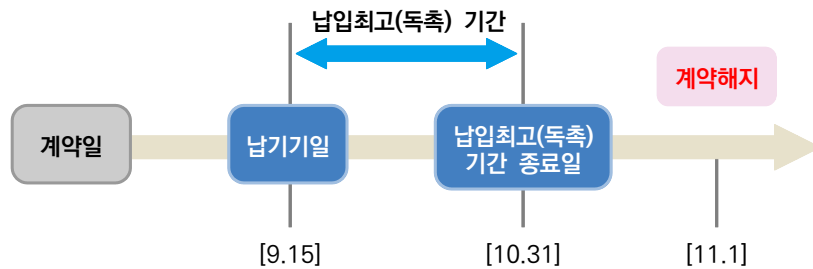 납입최고(독촉) 기간
계약해지
계약일
납기기일
납입최고(독촉)
기간 종료일
[9.15]
[10.31]
[11.1]